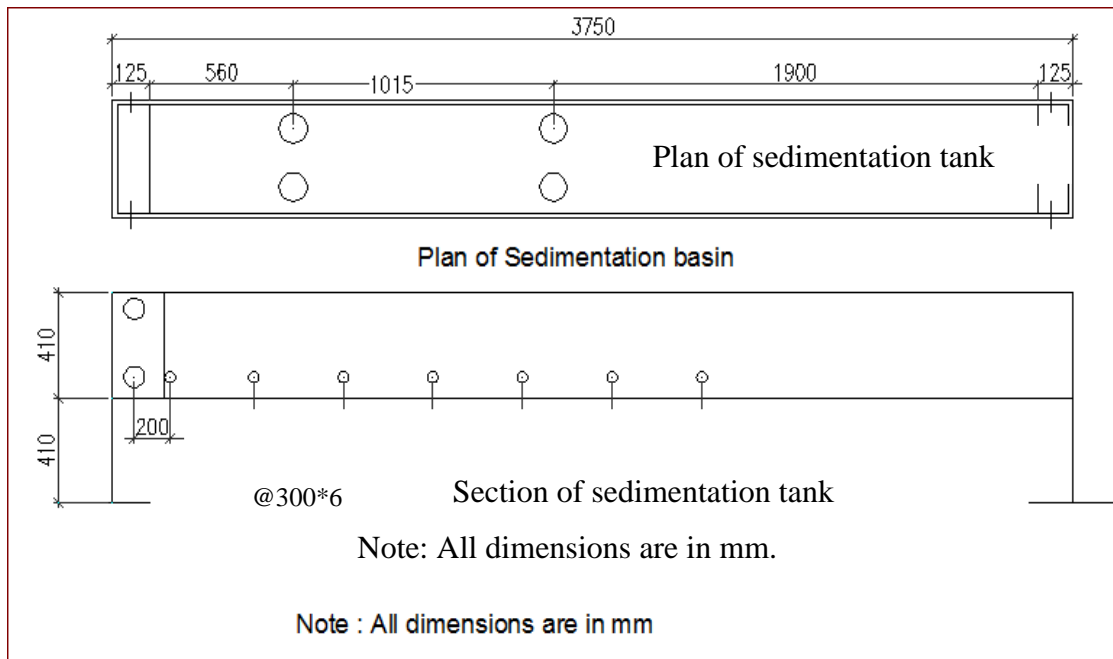 3750
125 560 1015 1900 125
Plan of sedimentation tank
Plan of Sedimentation basin
410
410
200
@300*6
Section of sedimentation tank
Note: All dimensions are in mm.
Note : All dimensions are in mm